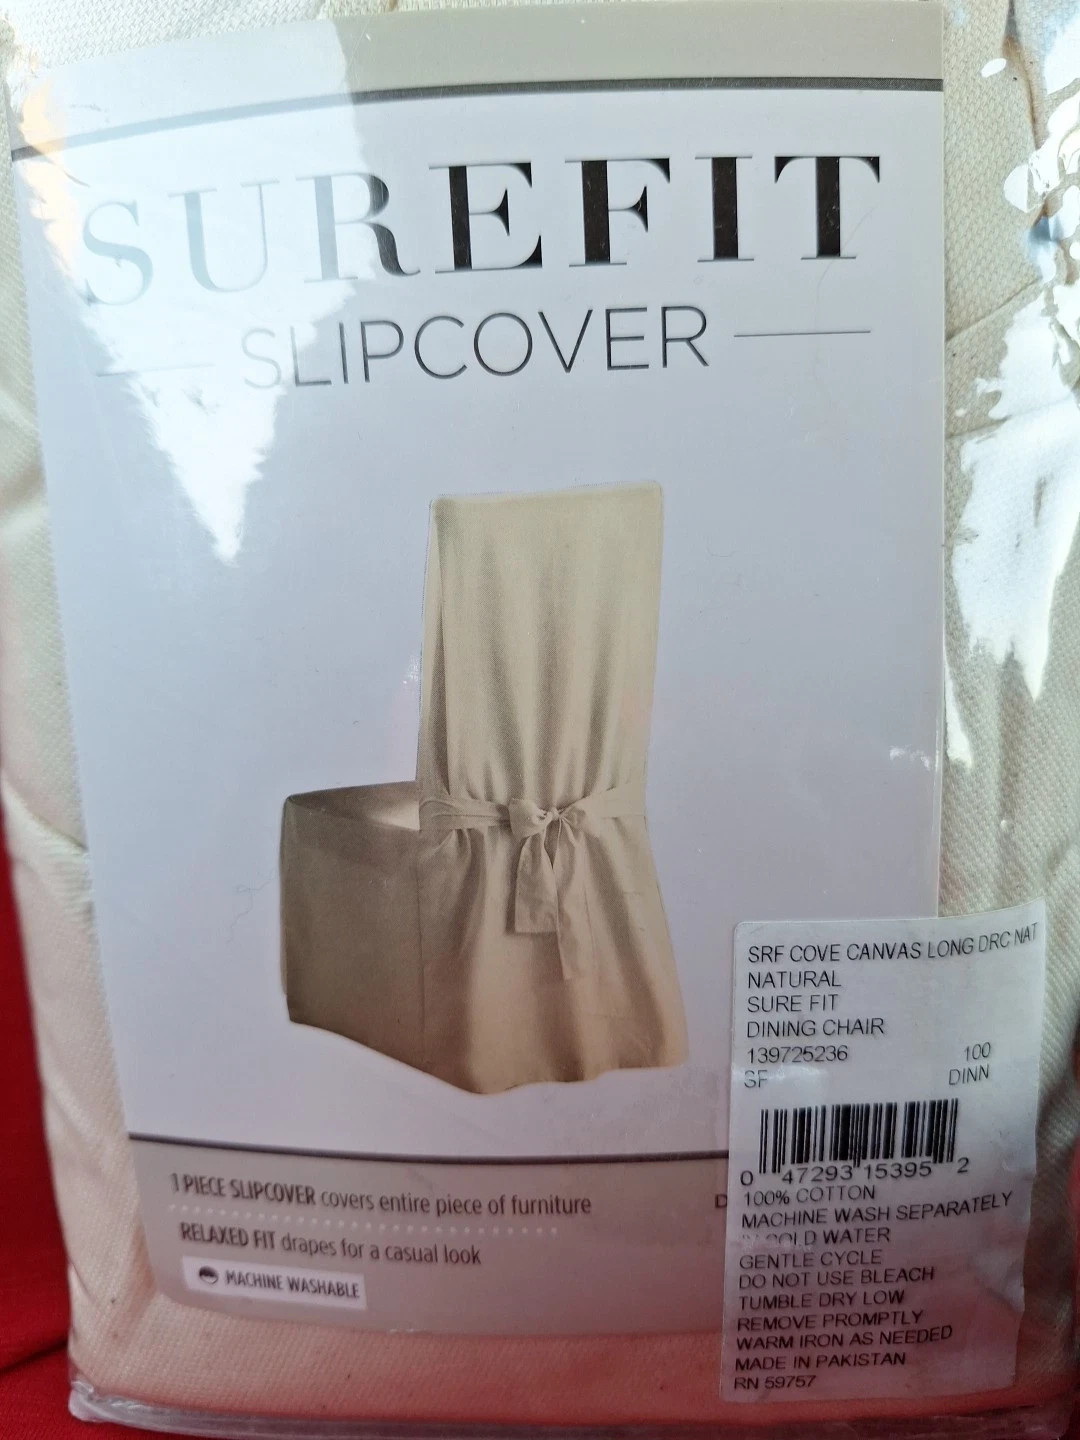 SUREFIT
SLIPCOVER
1 PIECE SLIPCOVER covers entire piece of furniture
RELAXED FIT drapes for a casual look
MACHINE WASHABLE
SRF COVE CANVAS LONG DRC NAT
NATURAL
SURE FIT
DINING CHAIR
139725236 100
SF DINN
0 47293 15395 2
100% COTTON
MACHINE WASH SEPARATELY
IN COLD WATER
GENTLE CYCLE
DO NOT USE BLEACH
TUMBLE DRY LOW
REMOVE PROMPTLY
WARM IRON AS NEEDED
MADE IN PAKISTAN
RN 59757